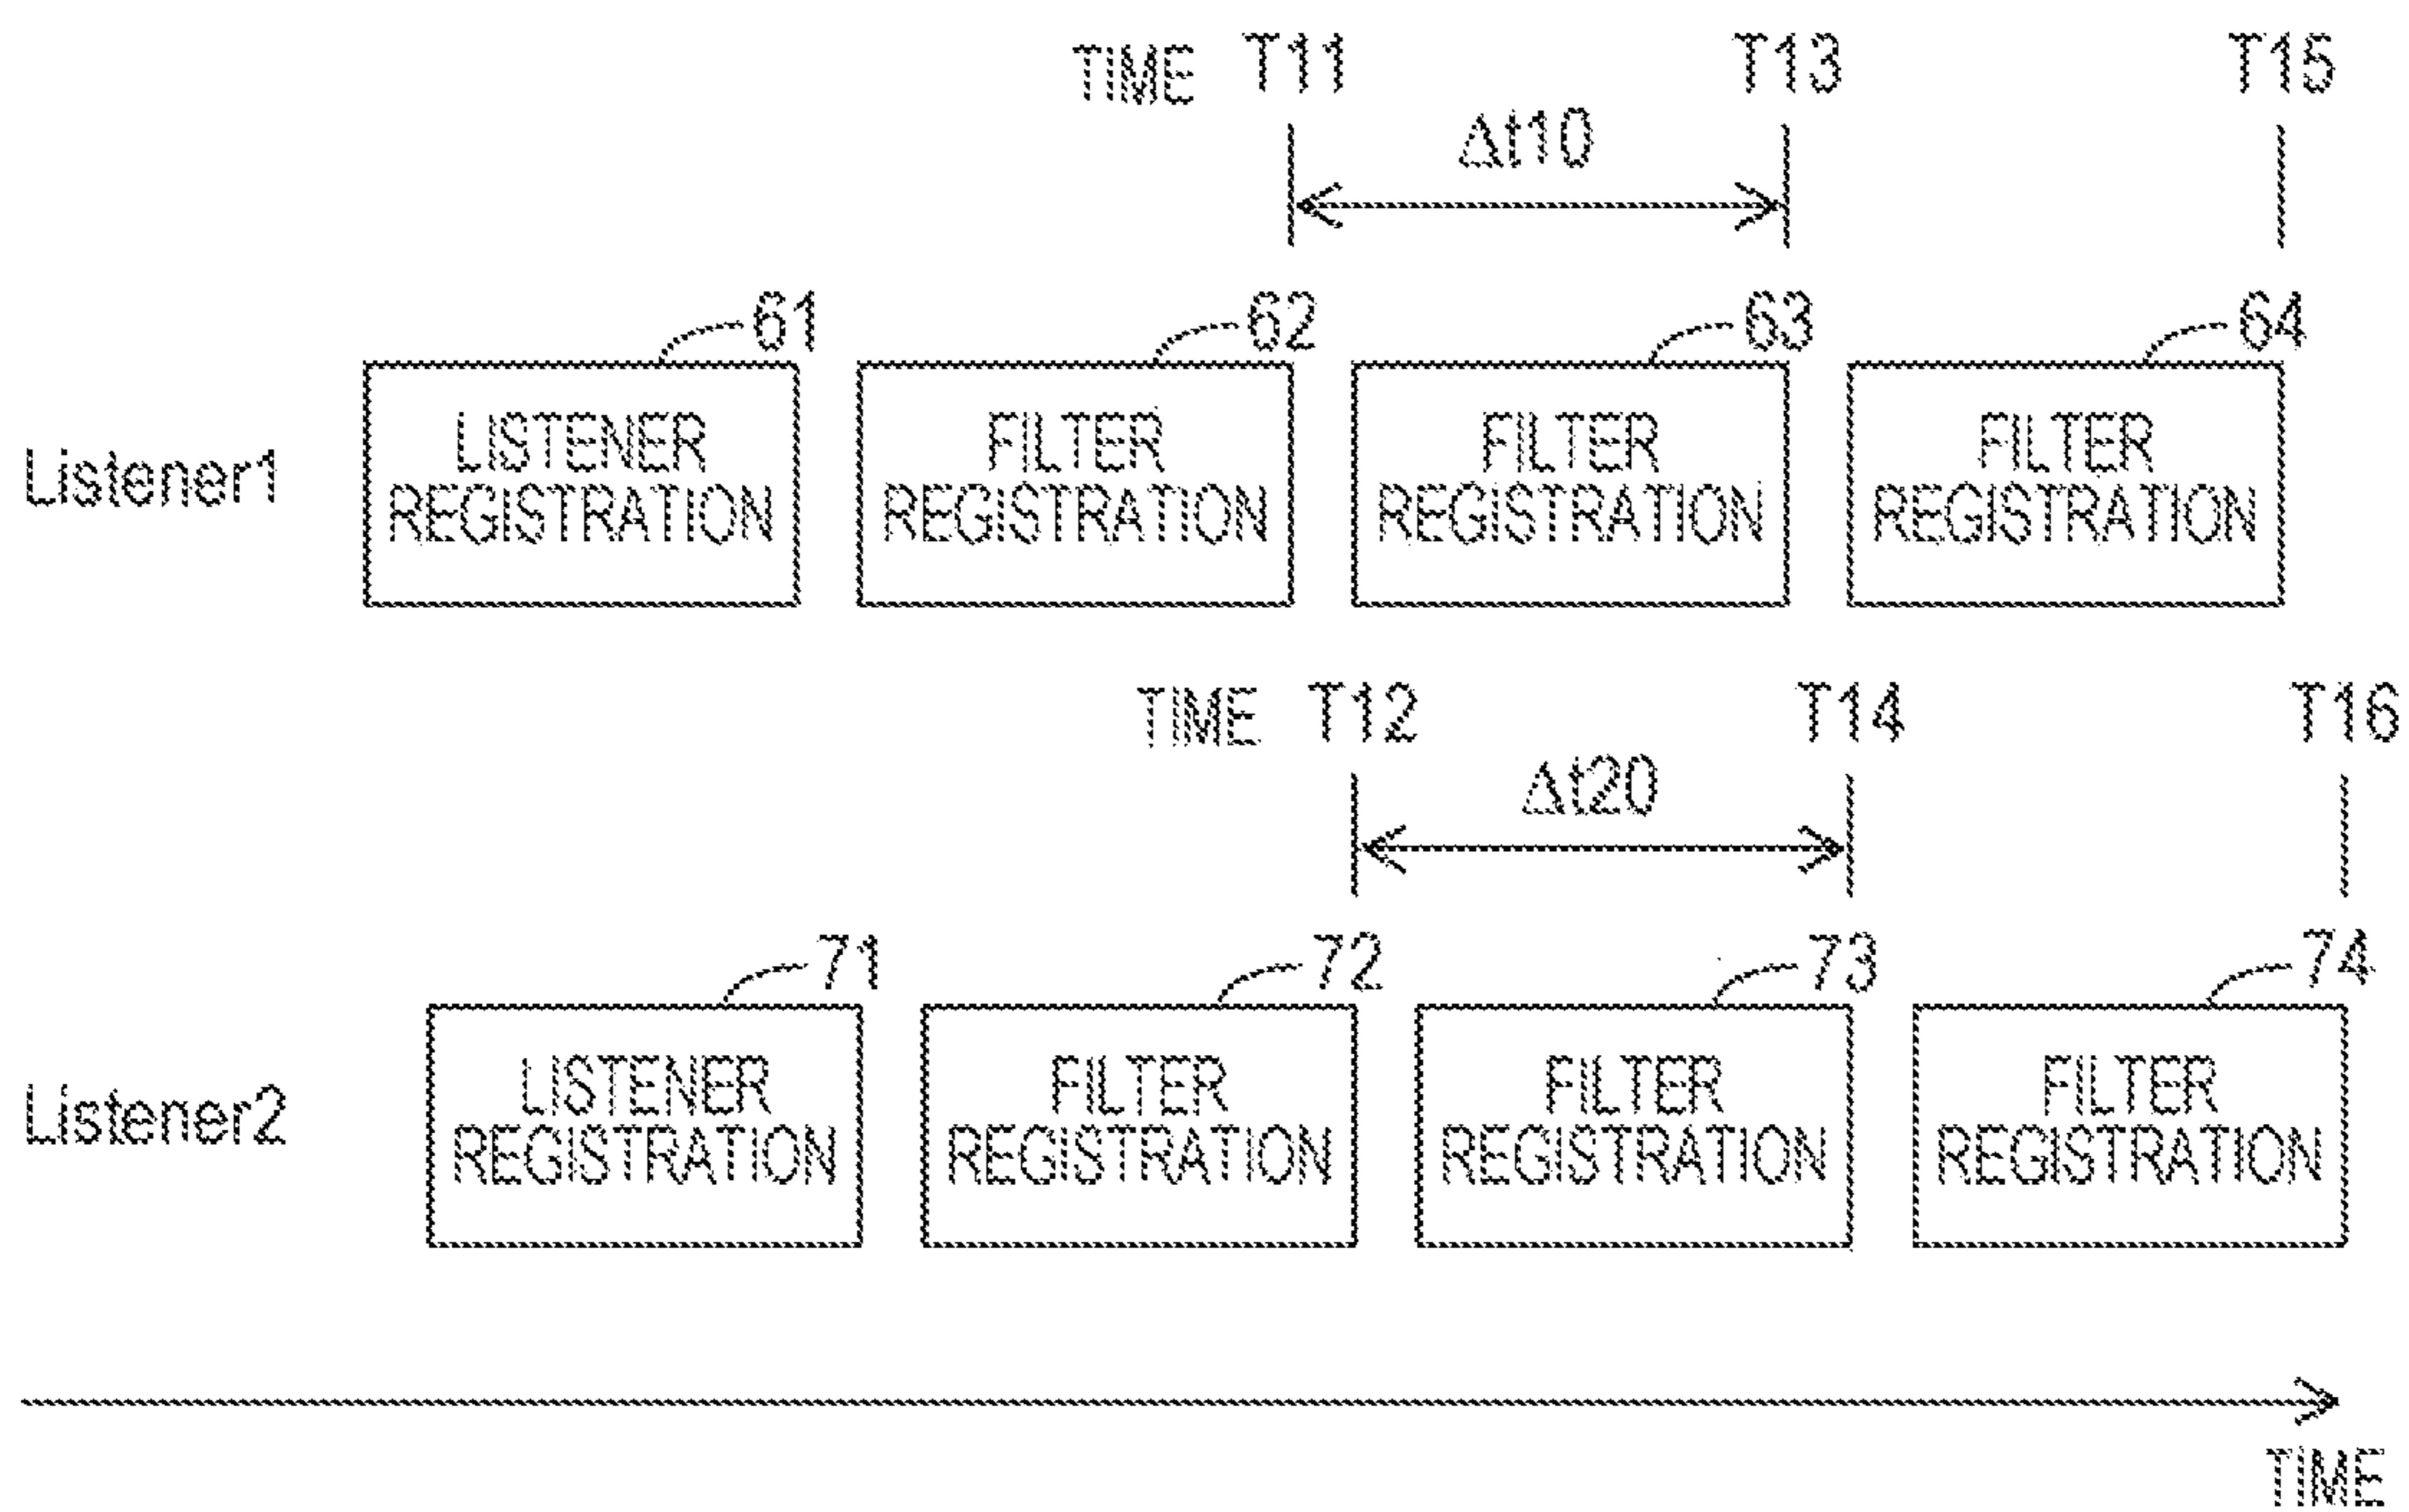 TIME T11 T13 T15
Δt10
61 62 63 64
Listener1
LISTENER REGISTRATION
FILTER REGISTRATION
FILTER REGISTRATION
FILTER REGISTRATION
TIME T12 T14 T16
Δt20
71 72 73 74
Listener2
LISTENER REGISTRATION
FILTER REGISTRATION
FILTER REGISTRATION
FILTER REGISTRATION
TIME